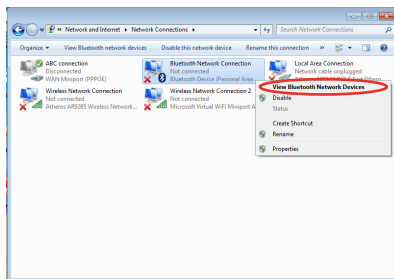 « Network and Internet ▸ Network Connections ▸
Search Network Connections
Organize ▾ View Bluetooth network devices Disable this network device Rename this connection »
ABC connection
Disconnected
WAN Miniport (PPPOE)
Bluetooth Network Connection
Not connected
Bluetooth Device (Personal Area
Local Area Connection
Network cable unplugged
Wireless Network Connection
Not connected
Atheros AR9285 Wireless Network...
Wireless Network Connection 2
Not connected
Microsoft Virtual WiFi Miniport A
View Bluetooth Network Devices
Disable
Status
Create Shortcut
Rename
Properties